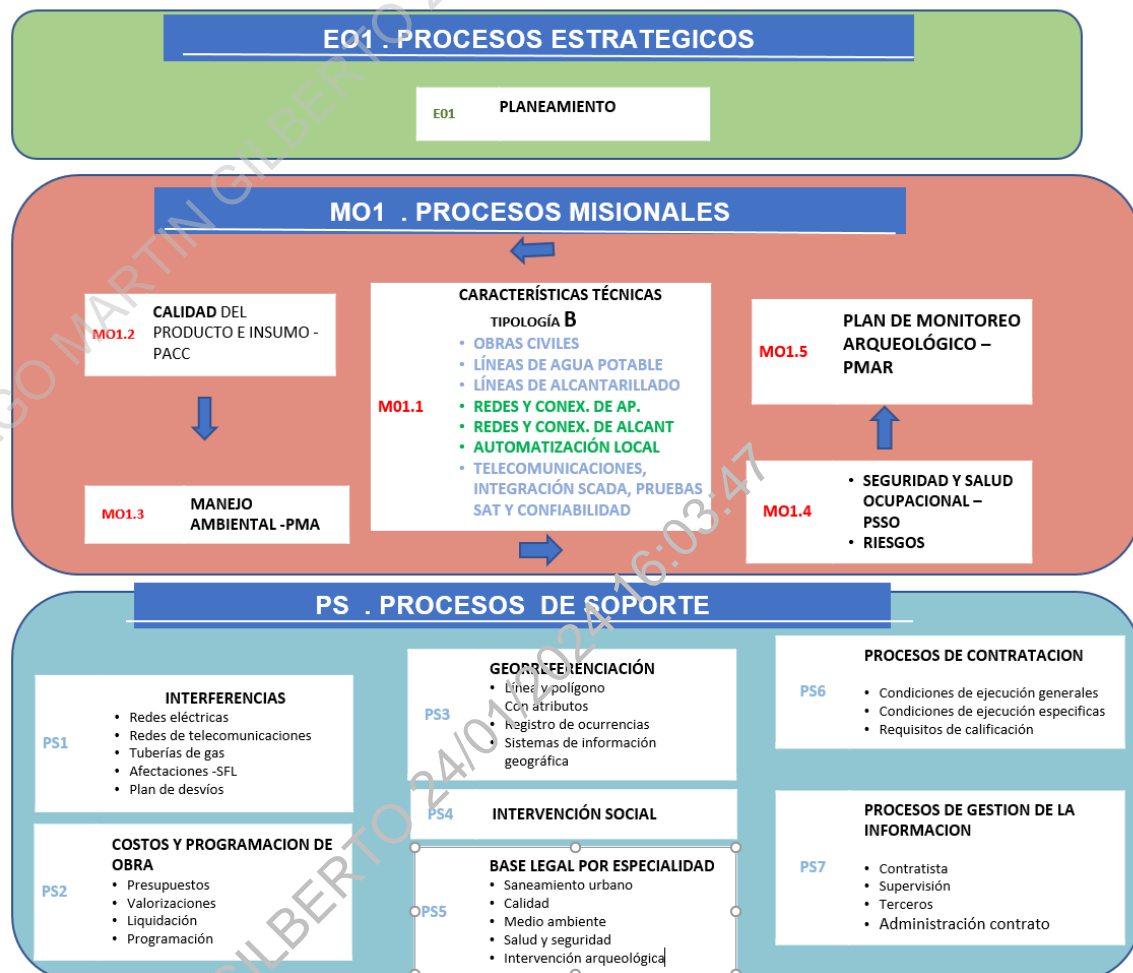 EO1 . PROCESOS ESTRATEGICOS
E01
PLANEAMIENTO
MO1 . PROCESOS MISIONALES
MO1.2
CALIDAD DEL
PRODUCTO E INSUMO -
PACC
MO1.3
MANEJO
AMBIENTAL -PMA
M01.1
CARACTERÍSTICAS TÉCNICAS
TIPOLOGÍA B
• OBRAS CIVILES
• LÍNEAS DE AGUA POTABLE
• LÍNEAS DE ALCANTARILLADO
• REDES Y CONEX. DE AP.
• REDES Y CONEX. DE ALCANT
• AUTOMATIZACIÓN LOCAL
• TELECOMUNICACIONES,
INTEGRACIÓN SCADA, PRUEBAS
SAT Y CONFIABILIDAD
MO1.5
PLAN DE MONITOREO
ARQUEOLÓGICO –
PMAR
MO1.4
• SEGURIDAD Y SALUD
OCUPACIONAL –
PSSO
• RIESGOS
PS . PROCESOS DE SOPORTE
PS1
INTERFERENCIAS
• Redes eléctricas
• Redes de telecomunicaciones
• Tuberías de gas
• Afectaciones -SFL
• Plan de desvíos
PS2
COSTOS Y PROGRAMACION DE
OBRA
• Presupuestos
• Valorizaciones
• Liquidación
• Programación
PS3
GEORREFERENCIACIÓN
• Línea y polígono
• Con atributos
• Registro de ocurrencias
• Sistemas de información
geográfica
PS4
INTERVENCIÓN SOCIAL
PS5
BASE LEGAL POR ESPECIALIDAD
• Saneamiento urbano
• Calidad
• Medio ambiente
• Salud y seguridad
• Intervención arqueológica
PS6
PROCESOS DE CONTRATACION
• Condiciones de ejecución generales
• Condiciones de ejecución especificas
• Requisitos de calificación
PS7
PROCESOS DE GESTION DE LA
INFORMACION
• Contratista
• Supervisión
• Terceros
• Administración contrato
MARTIN GILBERTO
GILBERTO 24/01/2024 16:03:47